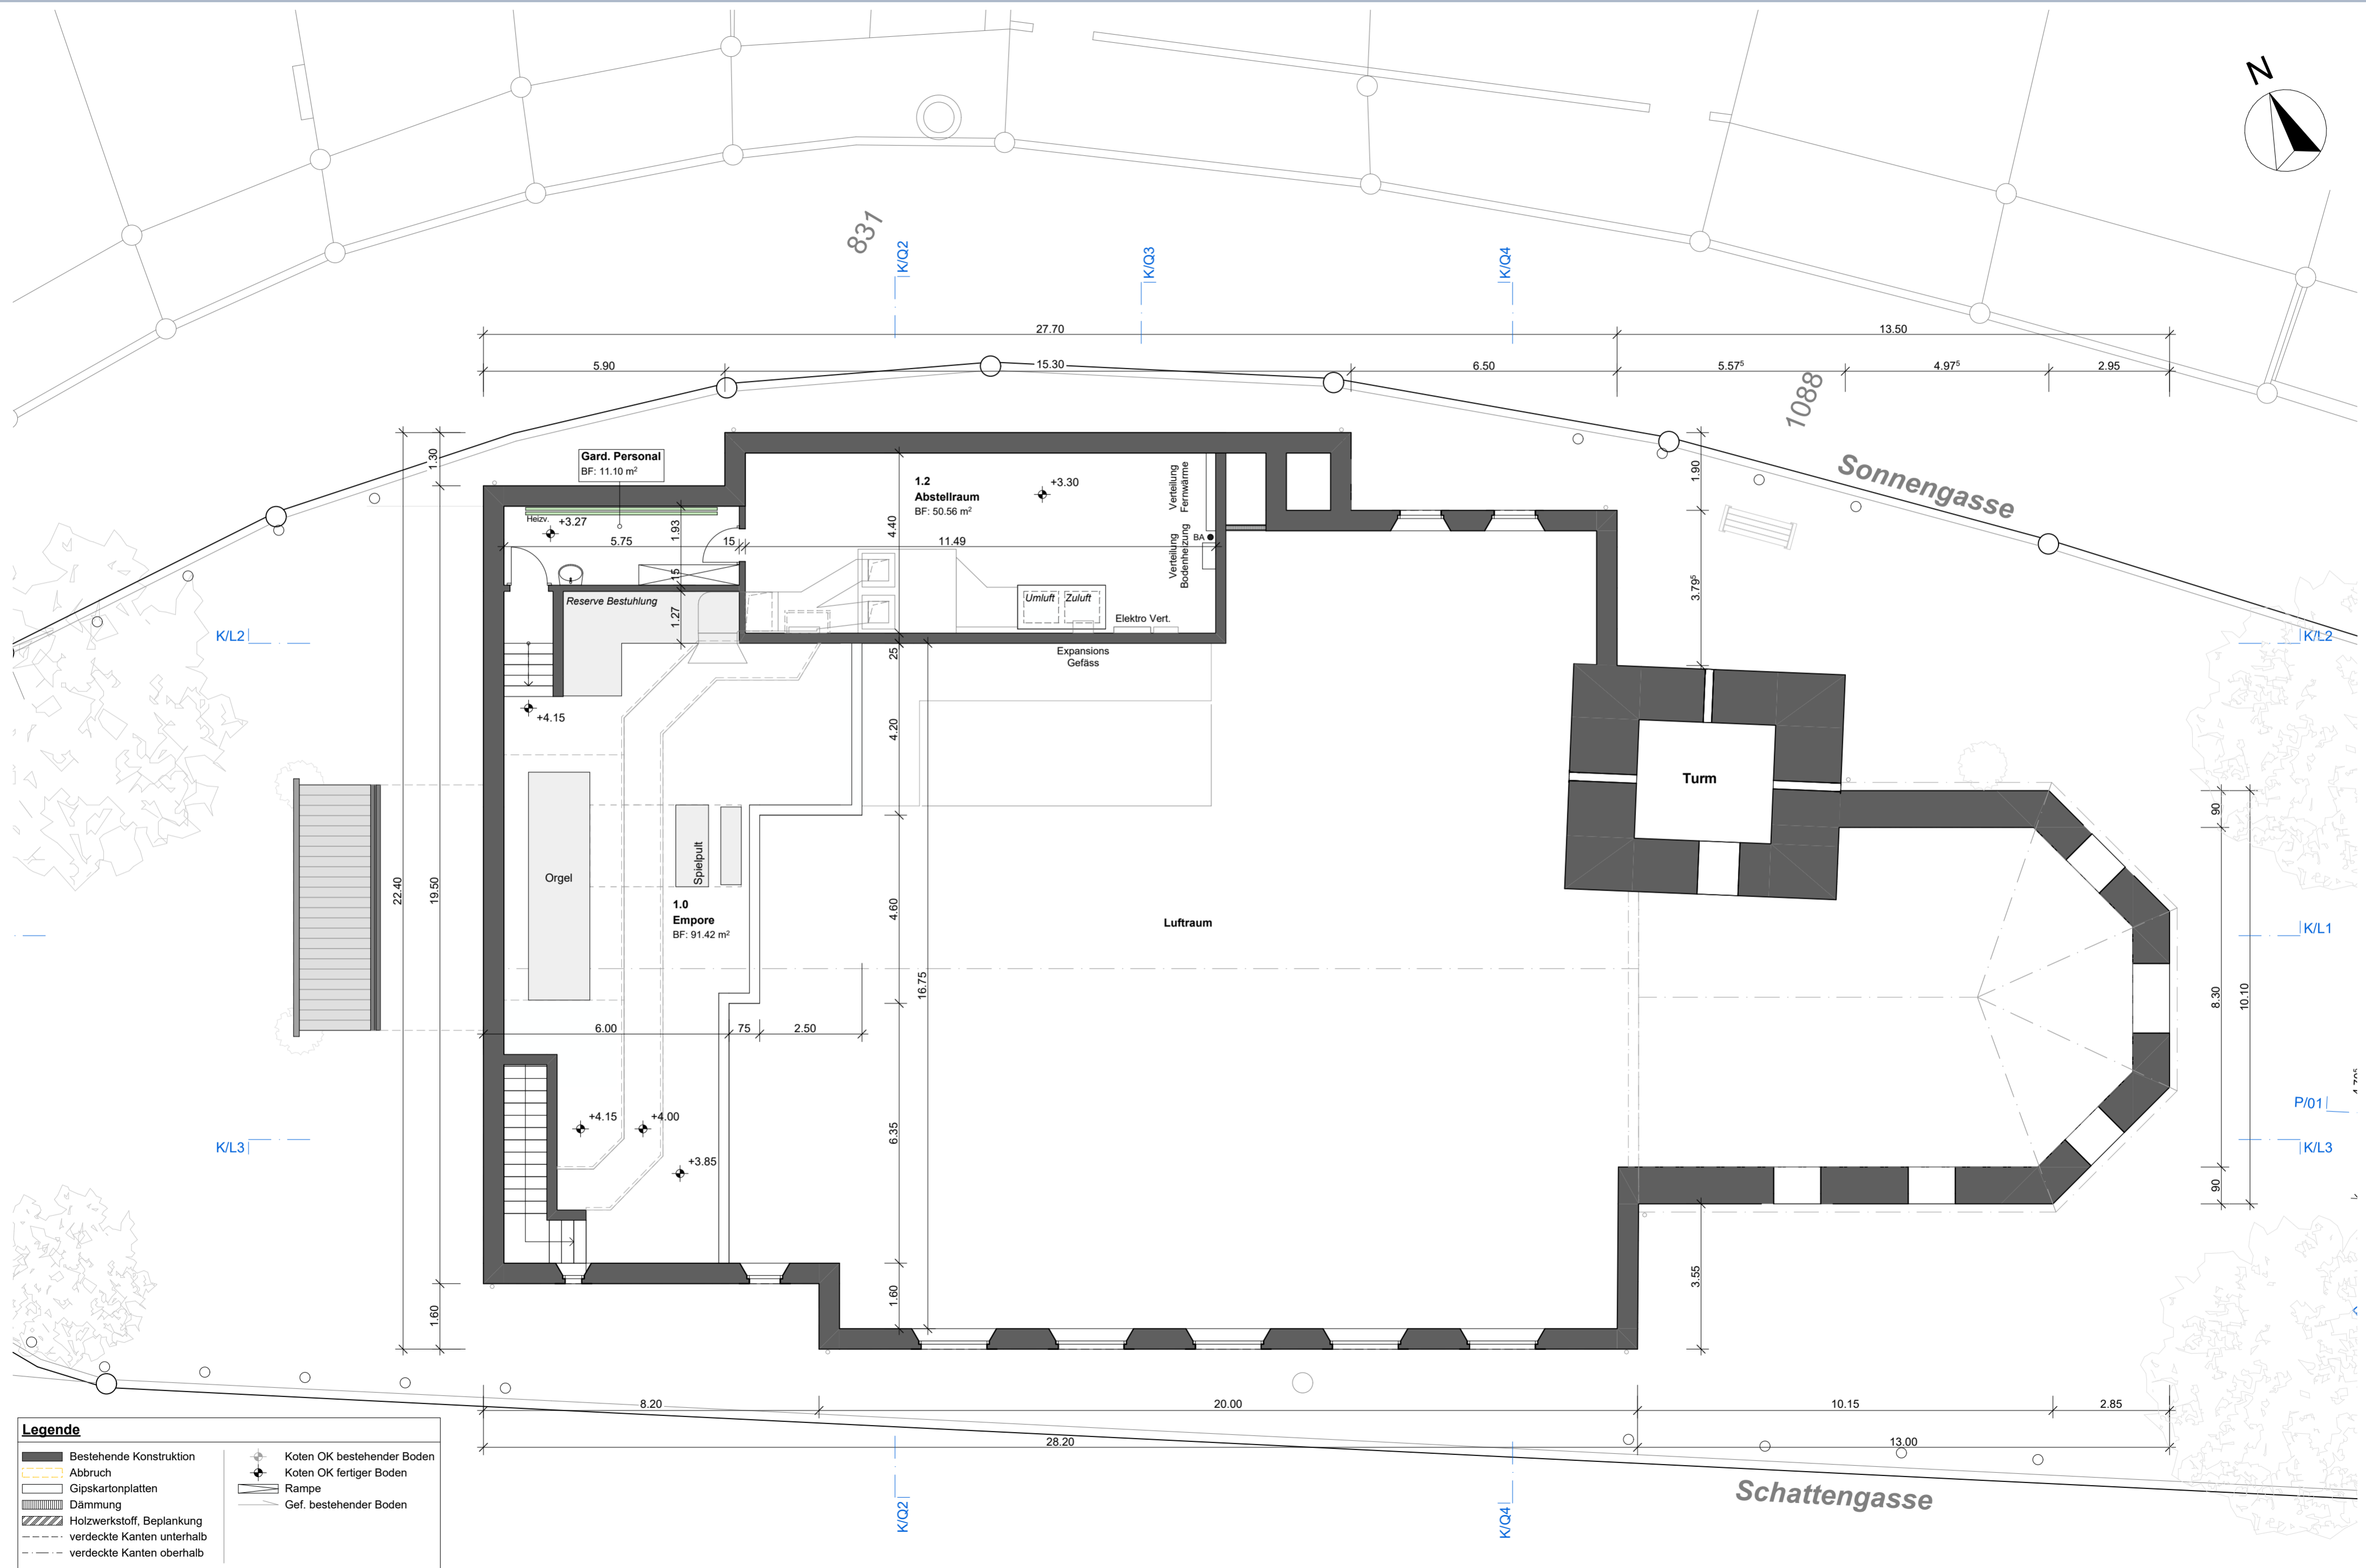 N
831
K/Q2
K/Q3
K/Q4
27.70
13.50
5.90
15.30
6.50
5.57⁵
4.97⁵
2.95
1088
Sonnengasse
1.30
Gard. Personal
BF: 11.10 m²
1.2
Abstellraum
BF: 50.56 m²
+3.30
Verteilung
Fernwärme
1.90
Heizv.
+3.27
1.93
4.40
5.75
15
11.49
BA
Verteilung
Bodenheizung
15
Reserve Bestuhlung
1.27
Umluft
Zuluft
Elektro Vert.
3.79⁵
K/L2
K/L2
25
Expansions
Gefäss
+4.15
4.20
Turm
90
Orgel
Spielpult
22.40
19.50
1.0
Empore
BF: 91.42 m²
4.60
Luftraum
K/L1
16.75
8.30
10.10
6.00
75
2.50
+4.15
+4.00
P/01
K/L3
6.35
K/L3
+3.85
90
3.55
1.60
1.60
8.20
20.00
10.15
2.85
28.20
13.00
K/Q2
K/Q4
Schattengasse
Legende
Bestehende Konstruktion
Abbruch
Gipskartonplatten
Dämmung
Holzwerkstoff, Beplankung
verdeckte Kanten unterhalb
verdeckte Kanten oberhalb
Koten OK bestehender Boden
Koten OK fertiger Boden
Rampe
Gef. bestehender Boden